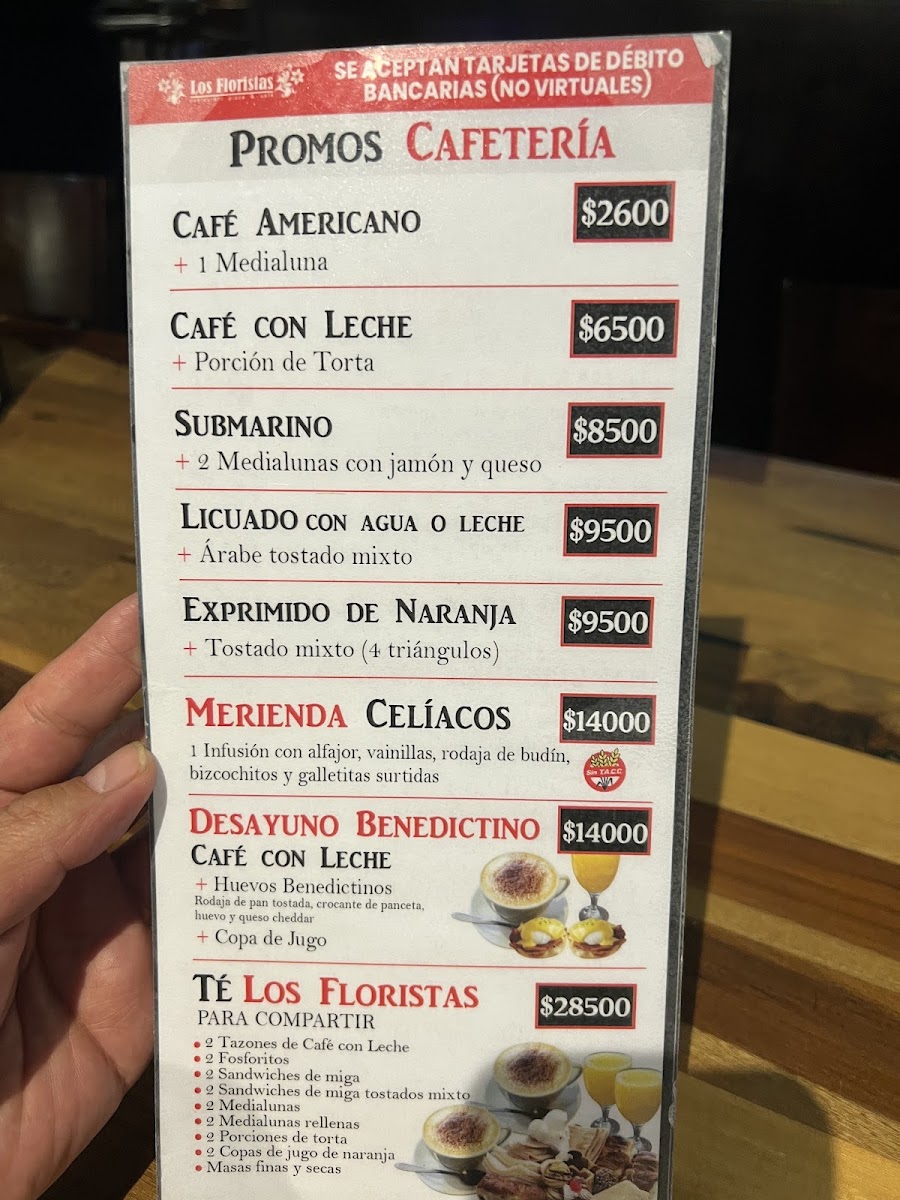 Los Floristas
SE ACEPTAN TARJETAS DE DÉBITO
BANCARIAS (NO VIRTUALES)
PROMOS CAFETERÍA
CAFÉ AMERICANO
$2600
+ 1 Medialuna
CAFÉ CON LECHE
$6500
+ Porción de Torta
SUBMARINO
$8500
+ 2 Medialunas con jamón y queso
LICUADO CON AGUA O LECHE
$9500
+ Árabe tostado mixto
EXPRIMIDO DE NARANJA
$9500
+ Tostado mixto (4 triángulos)
MERIENDA CELÍACOS
$14000
1 Infusión con alfajor, vainillas, rodaja de budín,
bizcochitos y galletitas surtidas
Sin T.A.C.C.
DESAYUNO BENEDICTINO
$14000
CAFÉ CON LECHE
+ Huevos Benedictinos
Rodaja de pan tostada, crocante de panceta,
huevo y queso cheddar
+ Copa de Jugo
TÉ LOS FLORISTAS
$28500
PARA COMPARTIR
• 2 Tazones de Café con Leche
• 2 Fosforitos
• 2 Sandwiches de miga
• 2 Sandwiches de miga tostados mixto
• 2 Medialunas
• 2 Medialunas rellenas
• 2 Porciones de torta
• 2 Copas de jugo de naranja
• Masas finas y secas